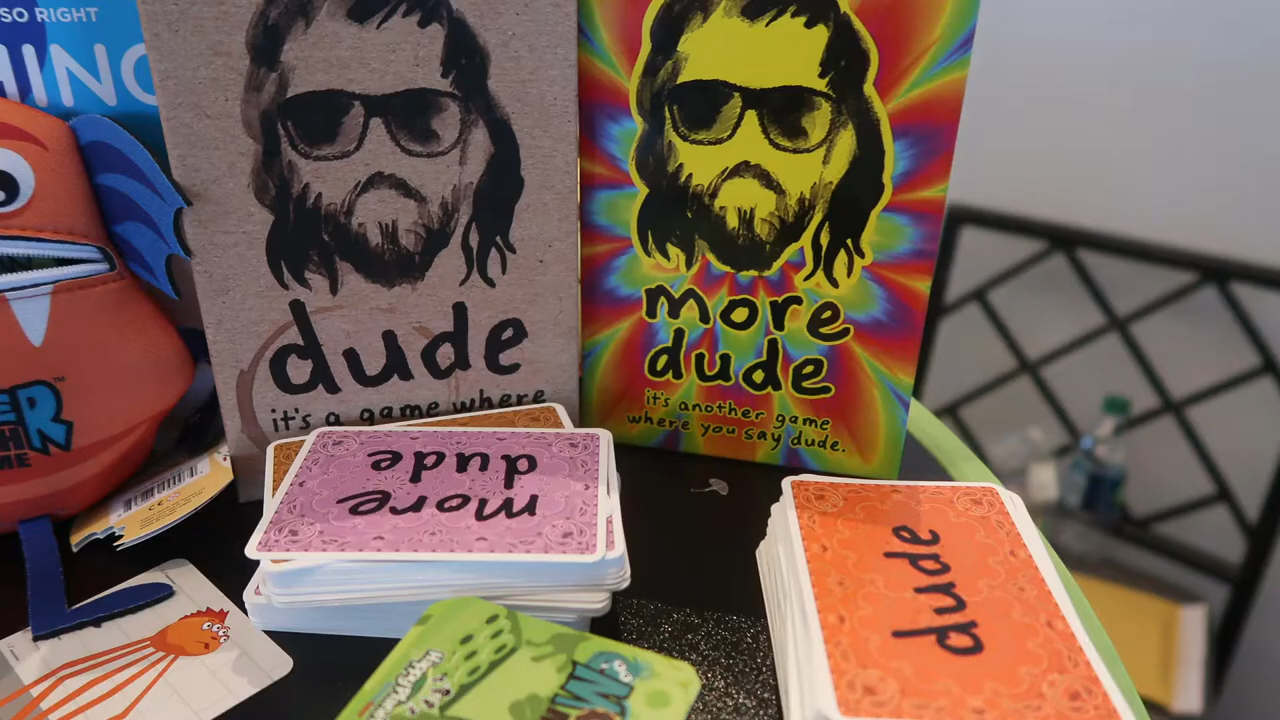 SO RIGHT
dude
it's a game where
more
dude
it's another game
where you say dude.
more
dude
dude